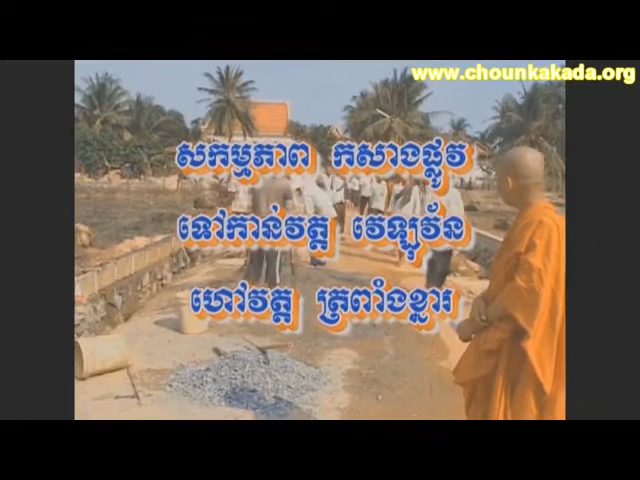 www.chounkakada.org
សកម្មភាព កសាងផ្លូវ
ទៅកាន់វត្ត វេឡុវ័ន
ហៅវត្ត ត្រពាំងខ្នារ